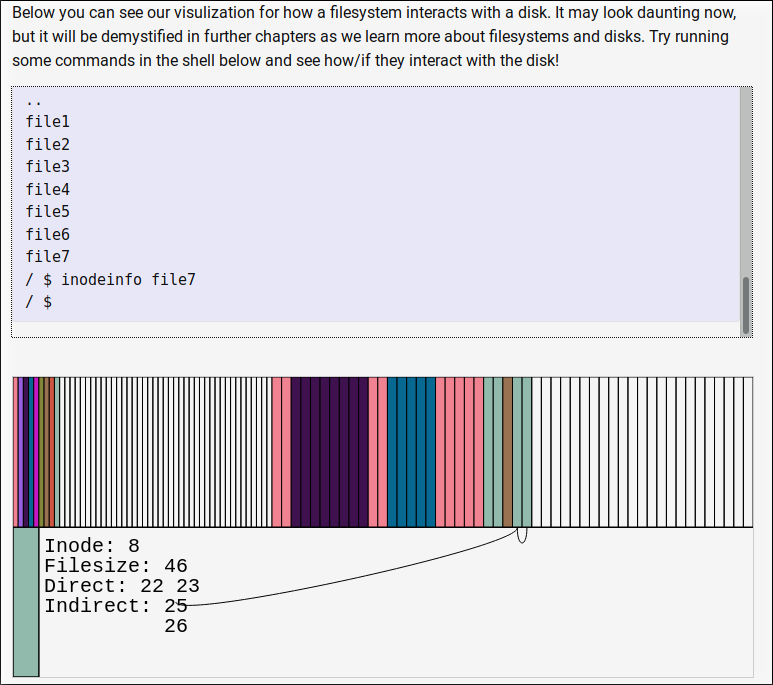 Below you can see our visulization for how a filesystem interacts with a disk. It may look daunting now,
but it will be demystified in further chapters as we learn more about filesystems and disks. Try running
some commands in the shell below and see how/if they interact with the disk!
..
file1
file2
file3
file4
file5
file6
file7
/ $ inodeinfo file7
/ $
Inode: 8
Filesize: 46
Direct: 22 23
Indirect: 25
26